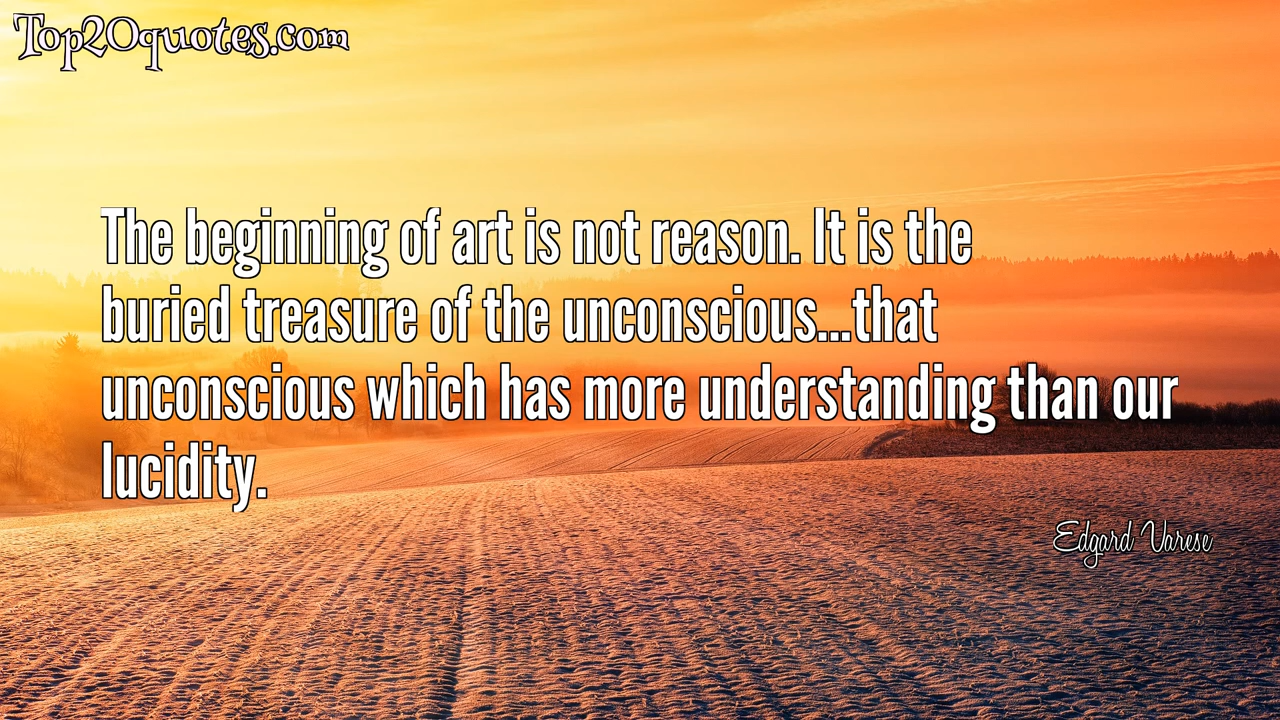 Top20quotes.com
The beginning of art is not reason. It is the
buried treasure of the unconscious...that
unconscious which has more understanding than our
lucidity.
Edgard Varese